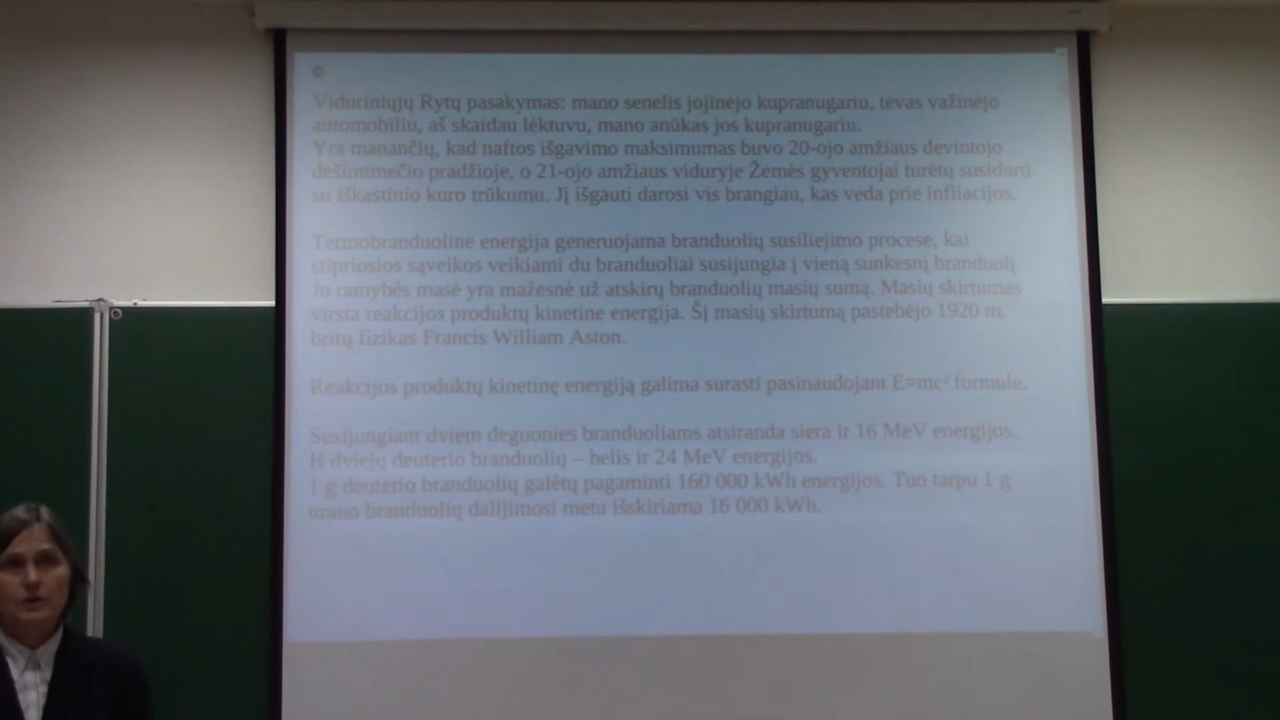 Viduriniųjų Rytų pasakymas: mano senelis jojinėjo kupranugariu, tėvas važinėjo
automobiliu, aš skaidau lėktuvu, mano anūkas jos kupranugariu.
Yra manančių, kad naftos išgavimo maksimumas buvo 20-ojo amžiaus devintojo
dešimtmečio pradžioje, o 21-ojo amžiaus viduryje Žemės gyventojai turėtų susidurti
su iškastinio kuro trūkumu. Jį išgauti darosi vis brangiau, kas veda prie infliacijos.
Termobranduolinė energija generuojama branduolių susiliejimo procese, kai
stipriosios sąveikos veikiami du branduoliai susijungia į vieną sunkesnį branduolį.
Jo ramybės masė yra mažesnė už atskirų branduolių masių sumą. Masių skirtumas
virsta reakcijos produktų kinetine energija. Šį masių skirtumą pastebėjo 1920 m.
britų fizikas Francis William Aston.
Reakcijos produktų kinetinę energiją galima surasti pasinaudojant E=mc² formule.
Susijungiant dviem deguonies branduoliams atsiranda siera ir 16 MeV energijos.
Iš dviejų deuterio branduolių – helis ir 24 MeV energijos.
1 g deuterio branduolių galėtų pagaminti 160 000 kWh energijos. Tuo tarpu 1 g
urano branduolių dalijimosi metu išskiriama 16 000 kWh.